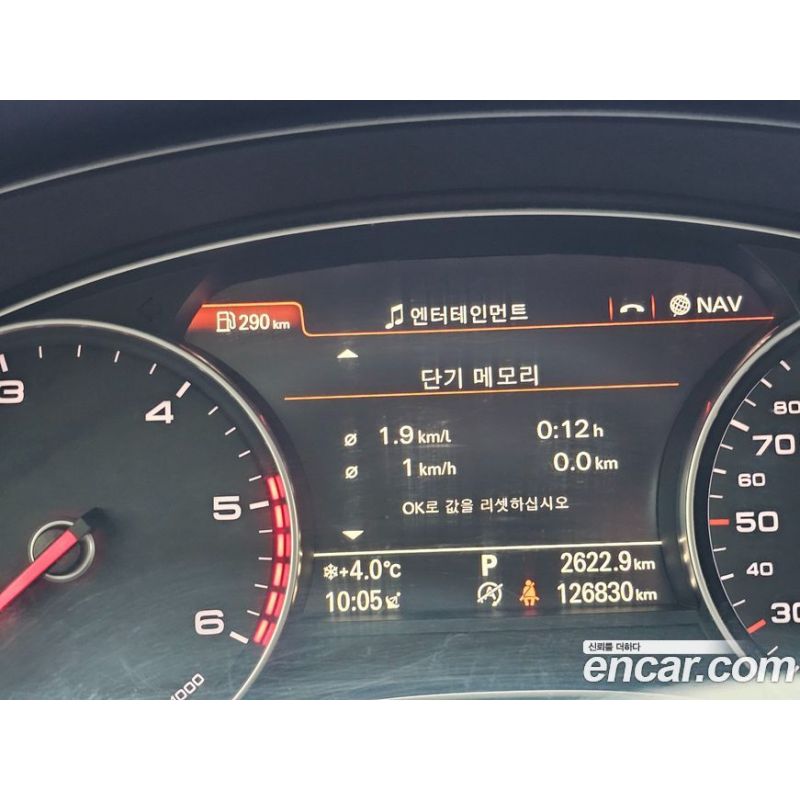 290 km
엔터테인먼트
NAV
단기 메모리
ø 1.9 km/l 0:12 h
ø 1 km/h 0.0 km
OK로 값을 리셋하십시오
+4.0°C P 2622.9 km
10:05 126830 km
3
4
5
6
80
70
60
50
40
30
신뢰를 더하다
encar.com